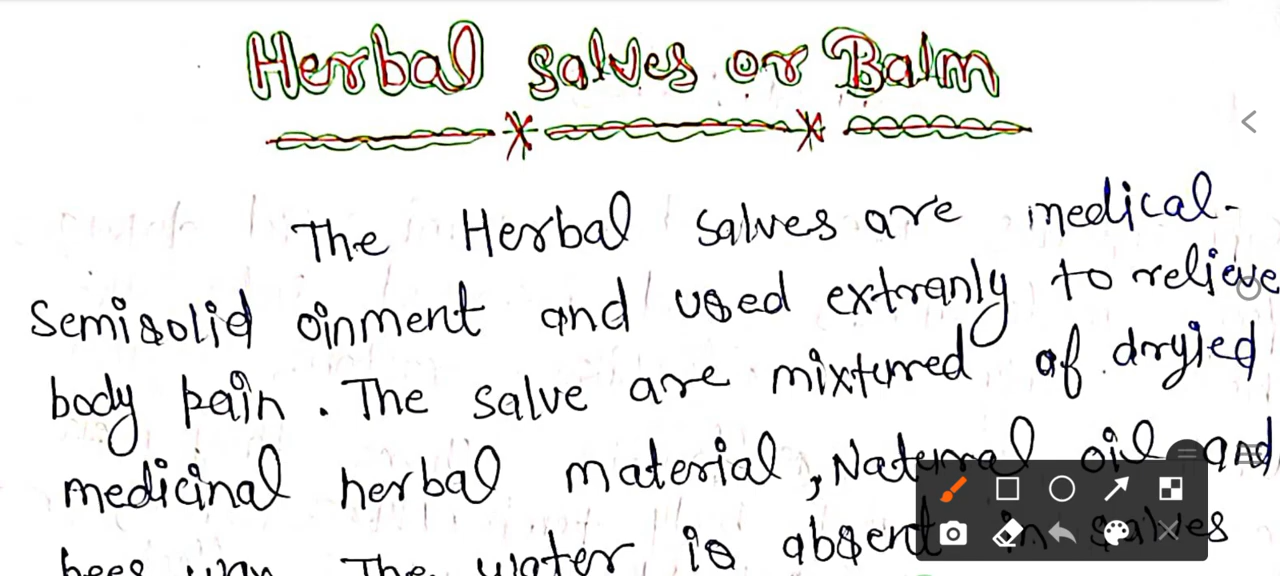 Herbal salves or Balm
The Herbal salves are medical-
semisolid oinment and used extranly to relieve
body pain. The salve are mixtured of dryied
medicinal herbal material, Natural oil and
bees wax. The water is absent in salves